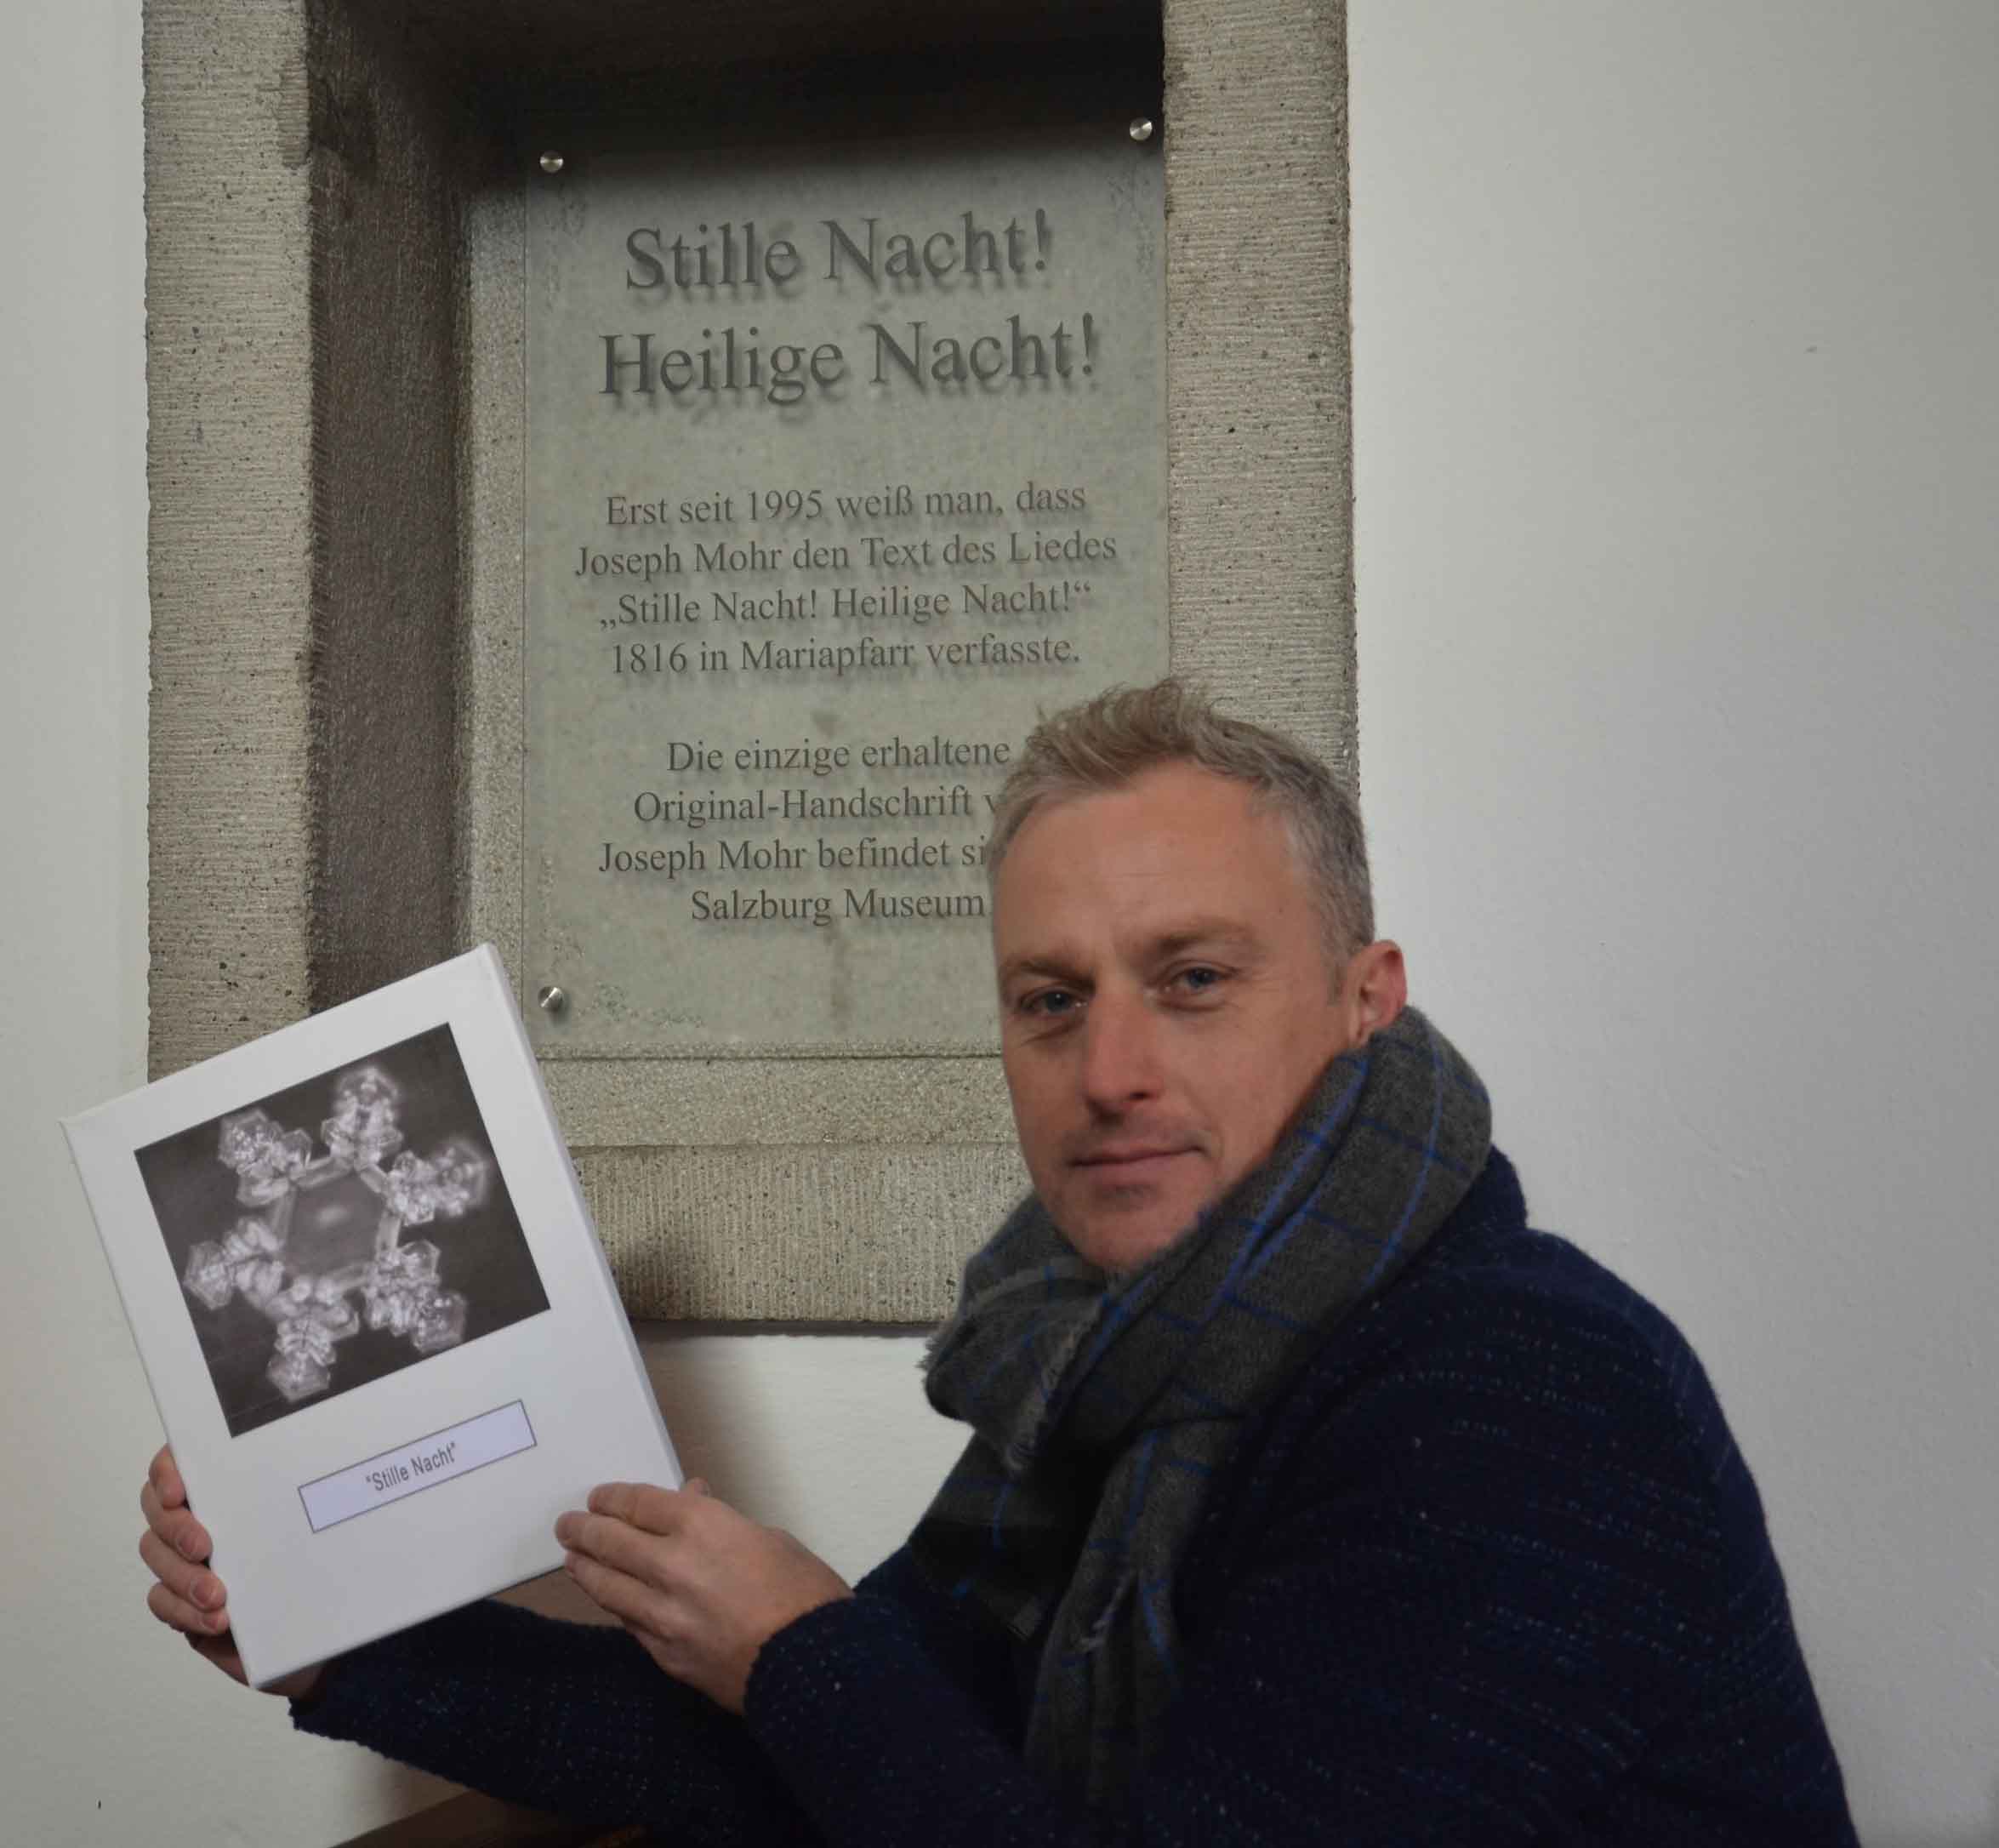 Stille Nacht!
Heilige Nacht!
Erst seit 1995 weiß man, dass
Joseph Mohr den Text des Liedes
„Stille Nacht! Heilige Nacht!“
1816 in Mariapfarr verfasste.
Die einzige erhaltene
Original-Handschrift
Joseph Mohr befindet
Salzburg Museum
"Stille Nacht"